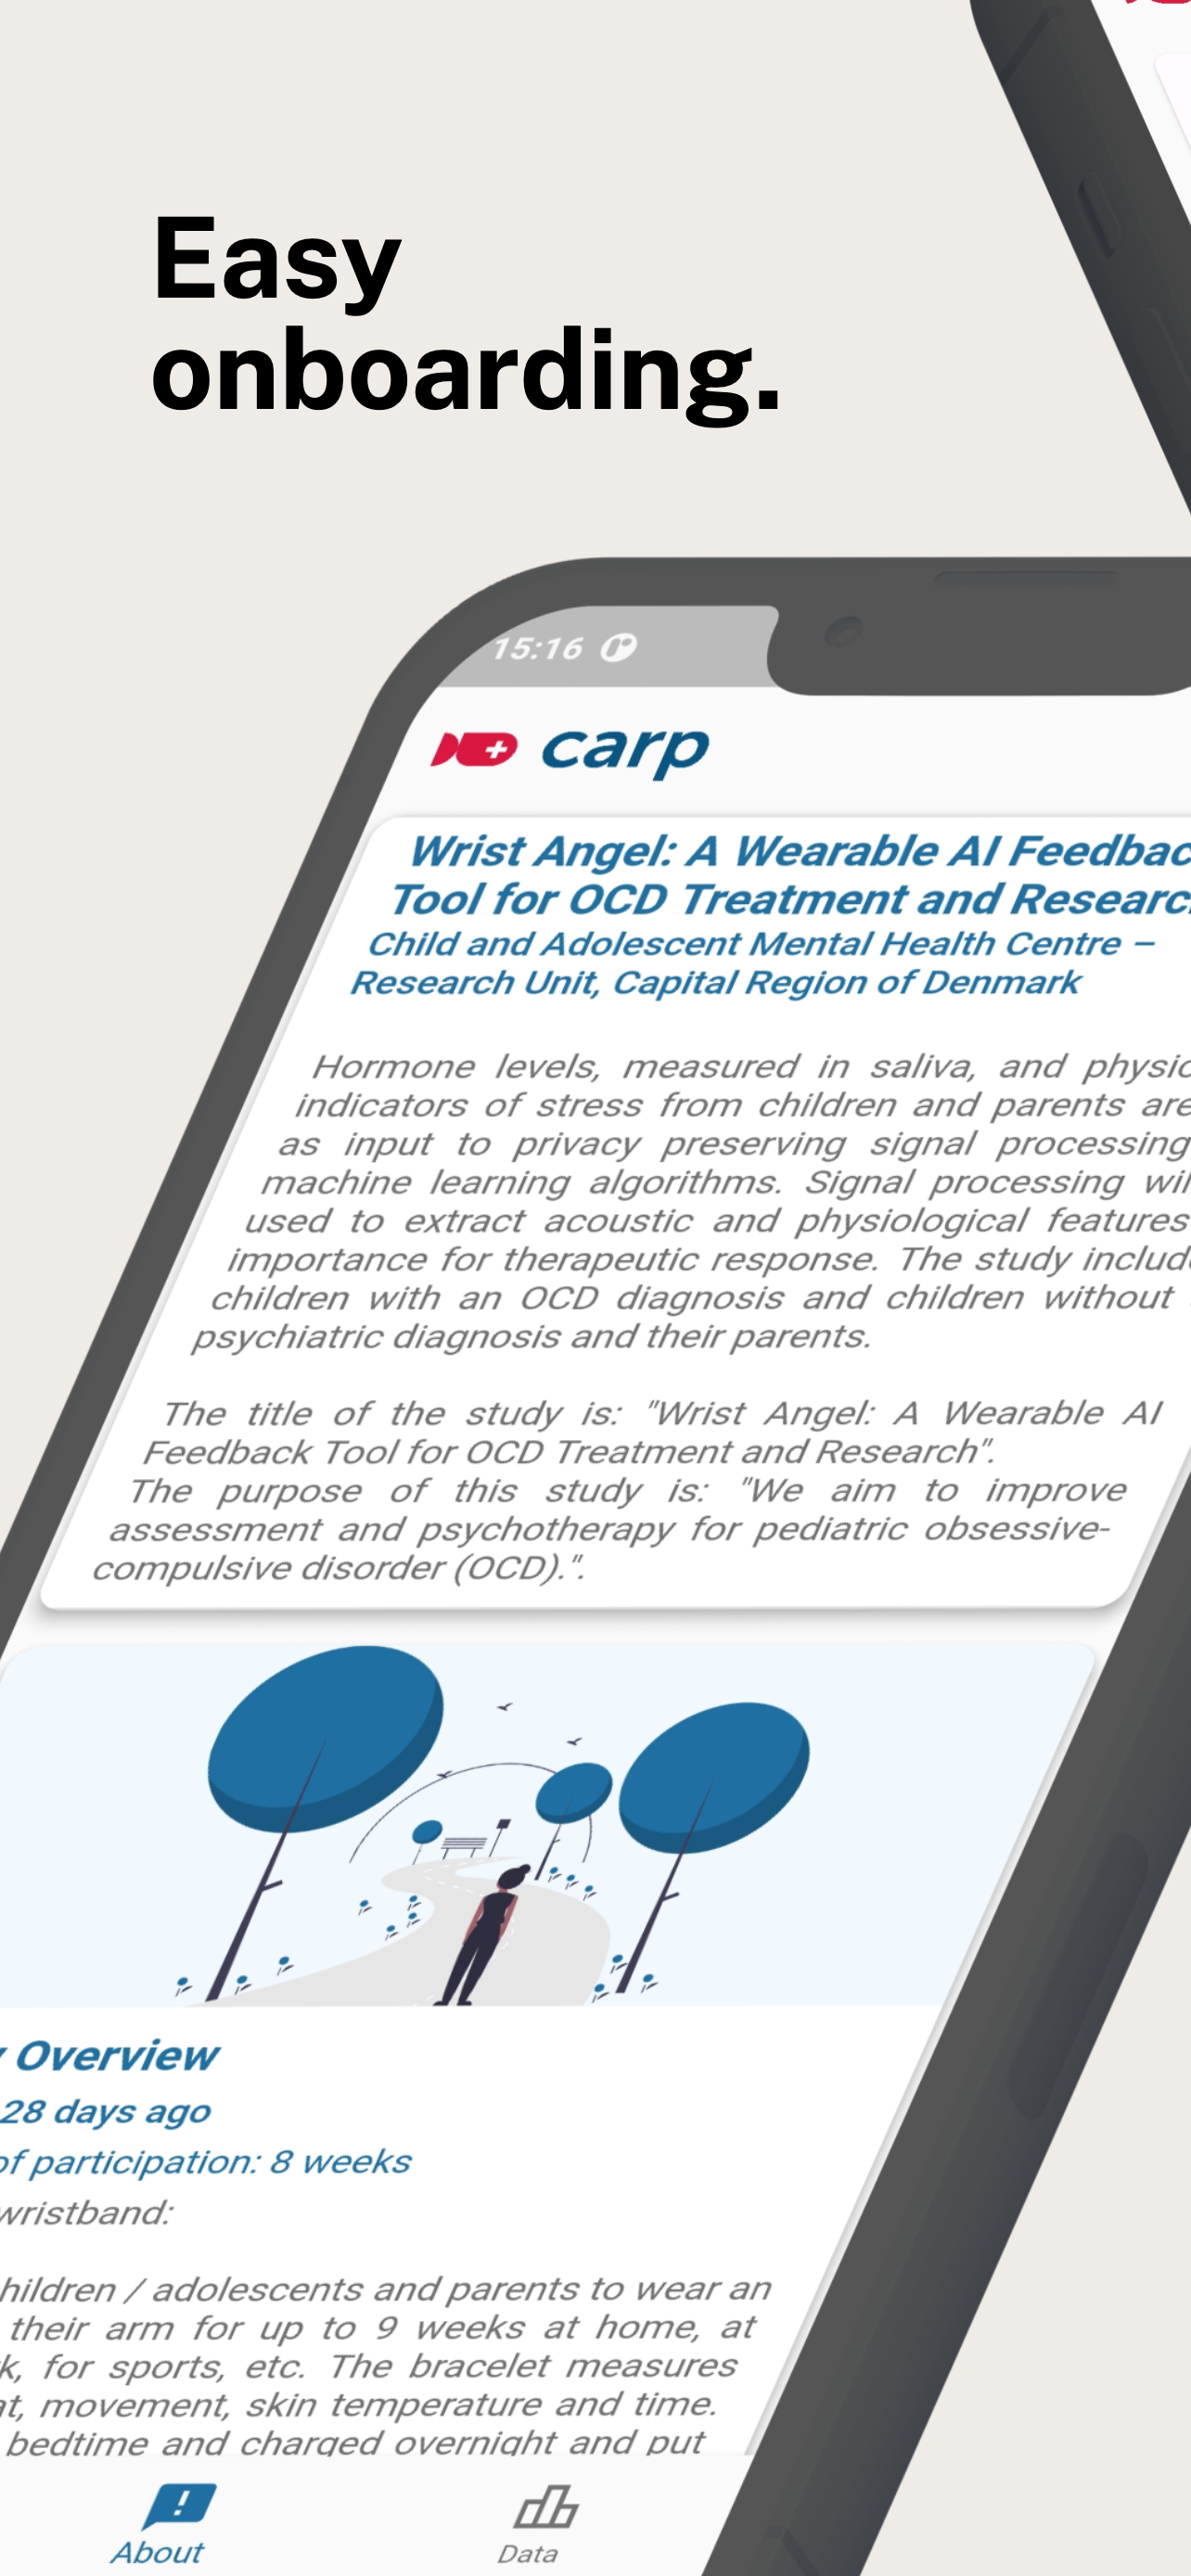 Easy
onboarding.
15:16
carp
Wrist Angel: A Wearable AI
Tool for OCD Treatment and
Child and Adolescent Mental Health Centre –
Research Unit, Capital Region of Denmark
Hormone levels, measured in saliva, and
indicators of stress from children and parents are
as input to privacy preserving signal processing
machine learning algorithms. Signal processing
used to extract acoustic and physiological features
importance for therapeutic response. The study
children with an OCD diagnosis and children without
psychiatric diagnosis and their parents.
The title of the study is: "Wrist Angel: A Wearable AI
Feedback Tool for OCD Treatment and Research".
The purpose of this study is: "We aim to improve
assessment and psychotherapy for pediatric obsessive-
compulsive disorder (OCD).".
Overview
28 days ago
of participation: 8 weeks
wristband:
/ adolescents and parents to wear an
their arm for up to 9 weeks at home, at
for sports, etc. The bracelet measures
movement, skin temperature and time.
bedtime and charged overnight and put
About
Data